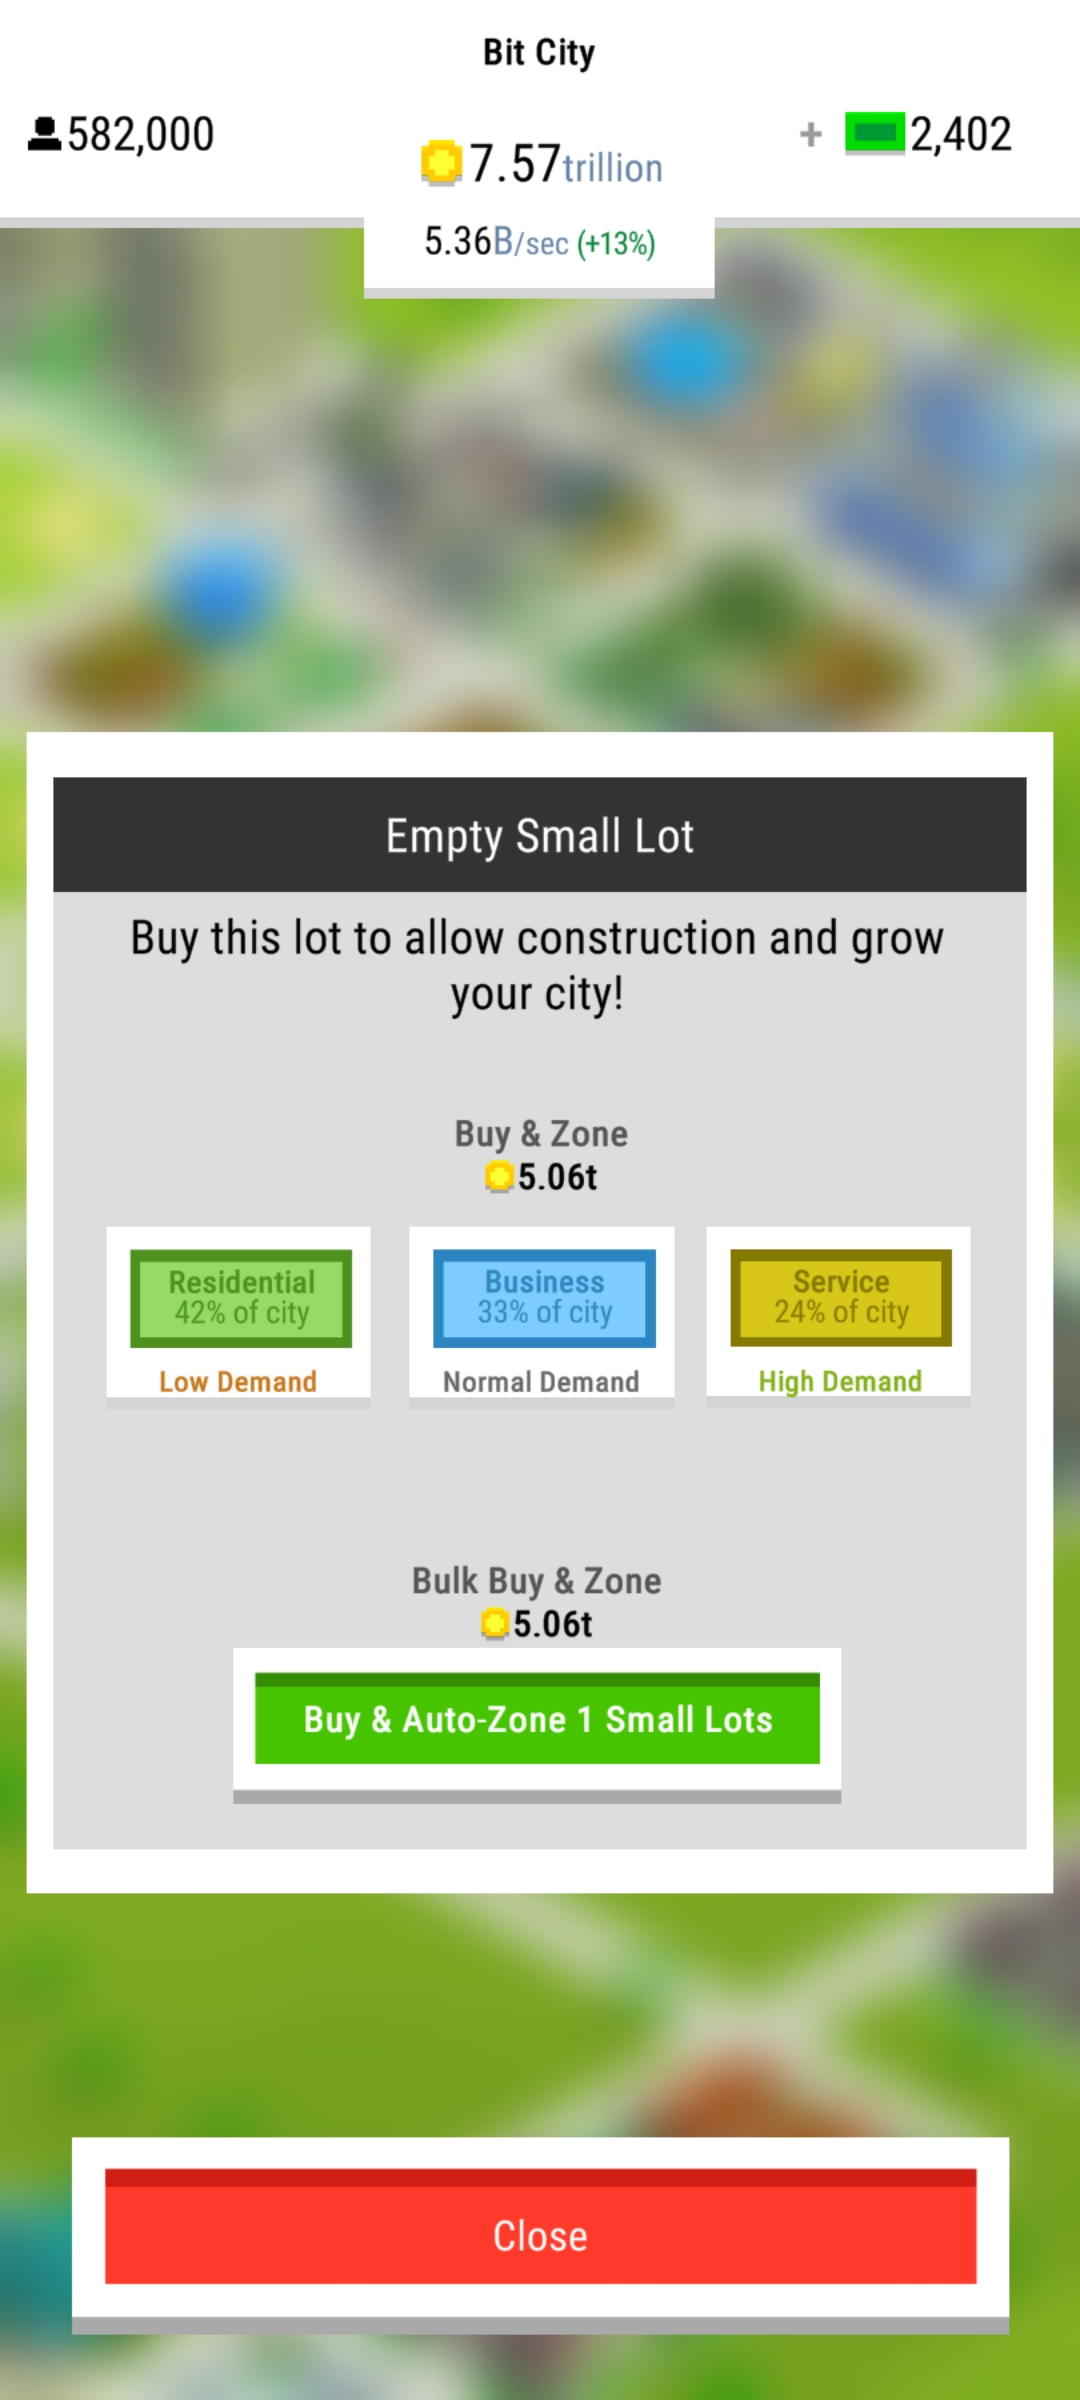 Bit City
582,000
7.57trillion
+ 2,402
5.36B/sec (+13%)
Empty Small Lot
Buy this lot to allow construction and grow
your city!
Buy & Zone
5.06t
Residential
42% of city
Low Demand
Business
33% of city
Normal Demand
Service
24% of city
High Demand
Bulk Buy & Zone
5.06t
Buy & Auto-Zone 1 Small Lots
Close